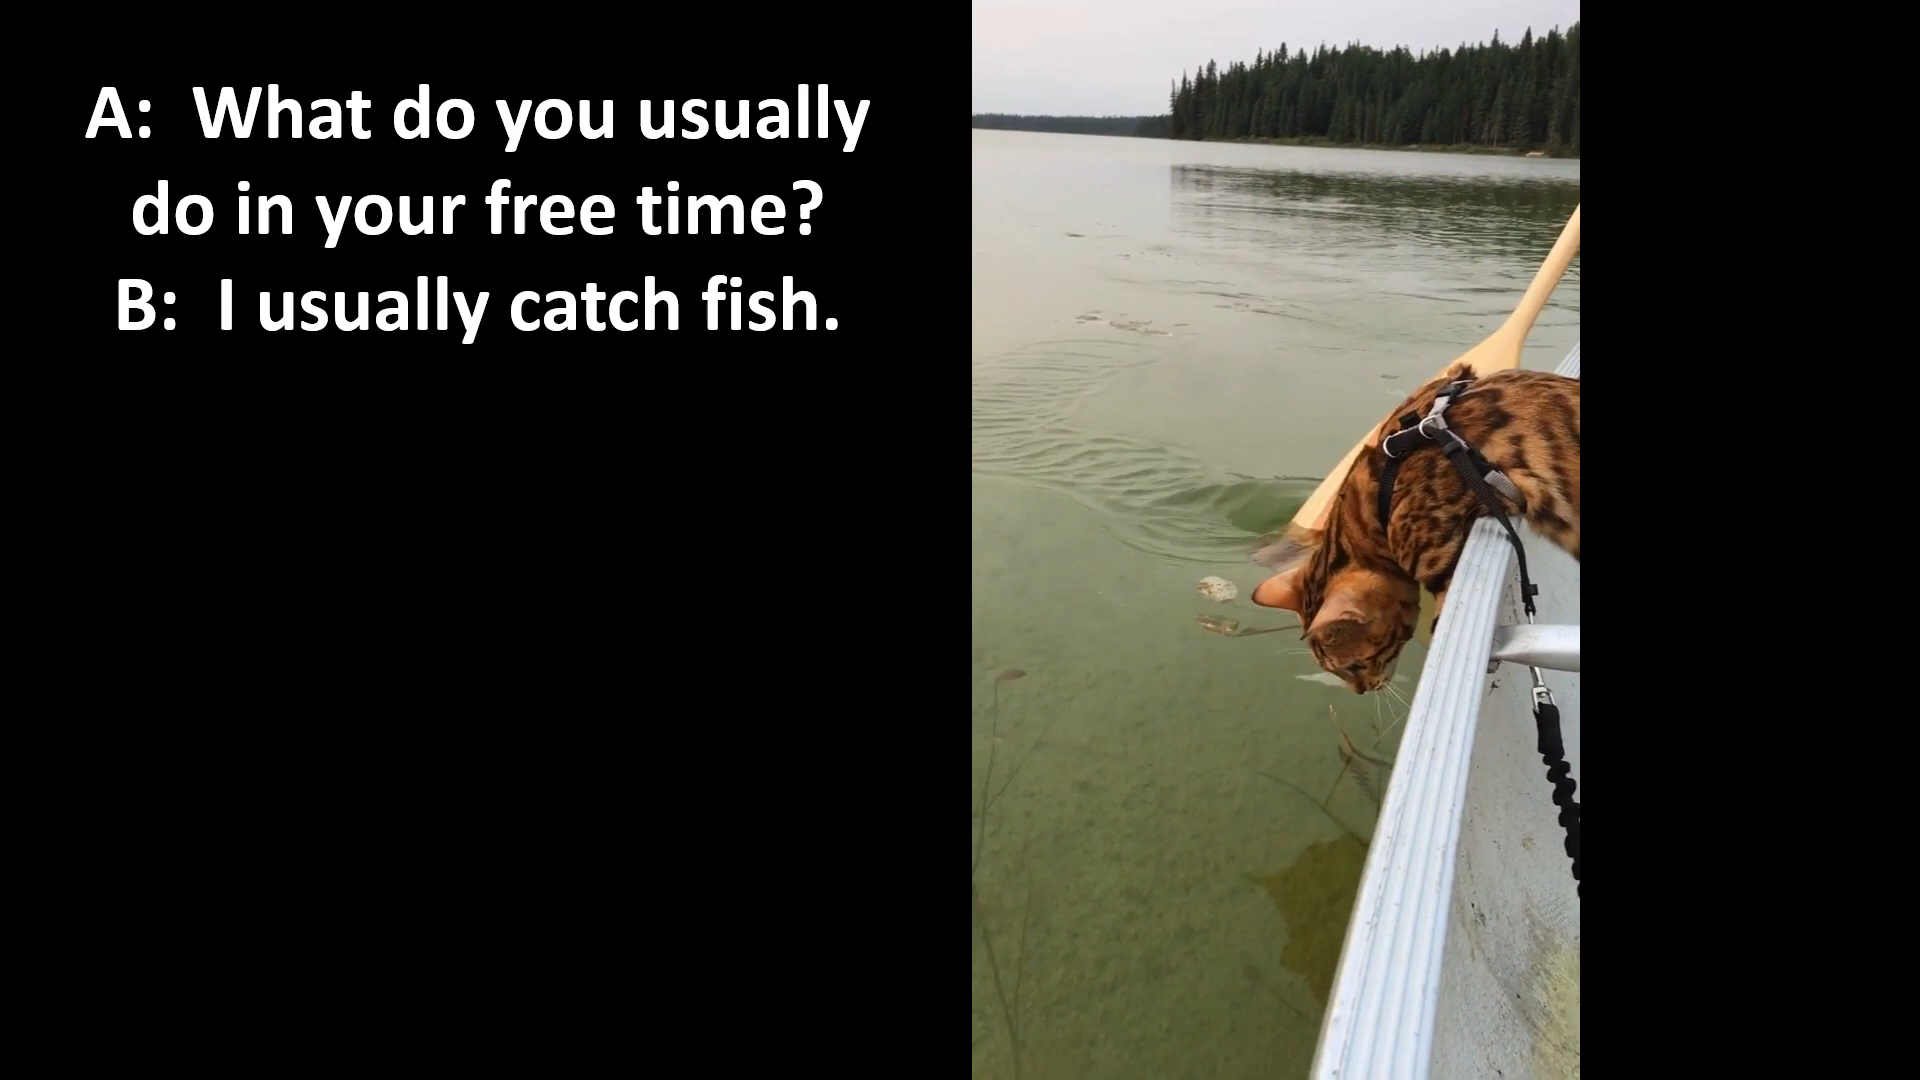 A:  What do you usually
do in your free time?
B:  I usually catch fish.